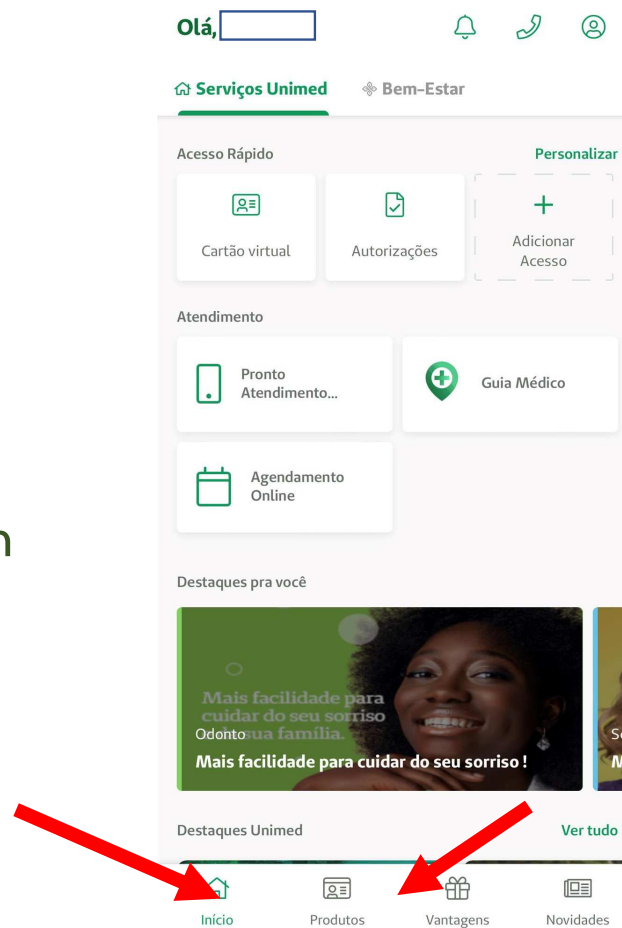 Olá,
Serviços Unimed Bem-Estar
Acesso Rápido Personalizar
Cartão virtual Autorizações Adicionar
Acesso
Atendimento
Pronto
Atendimento...
Guia Médico
Agendamento
Online
Destaques pra você
Mais facilidade para
cuidar do seu sorriso
sua família.
Odonto
Mais facilidade para cuidar do seu sorriso !
Destaques Unimed Ver tudo
Início Produtos Vantagens Novidades